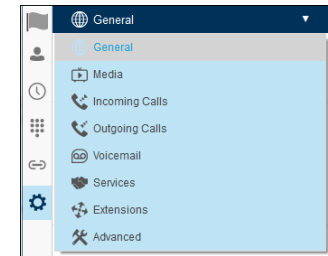 General
General
Media
Incoming Calls
Outgoing Calls
Voicemail
Services
Extensions
Advanced